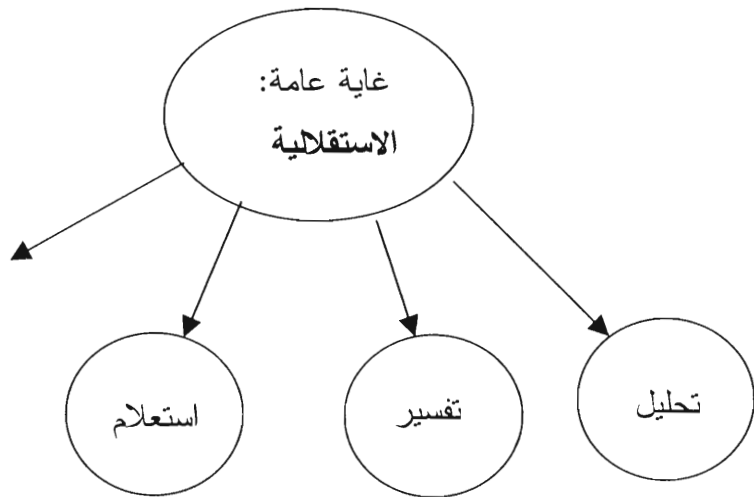 غاية عامة:
الاستقلالية
تحليل
تفسير
استعلام